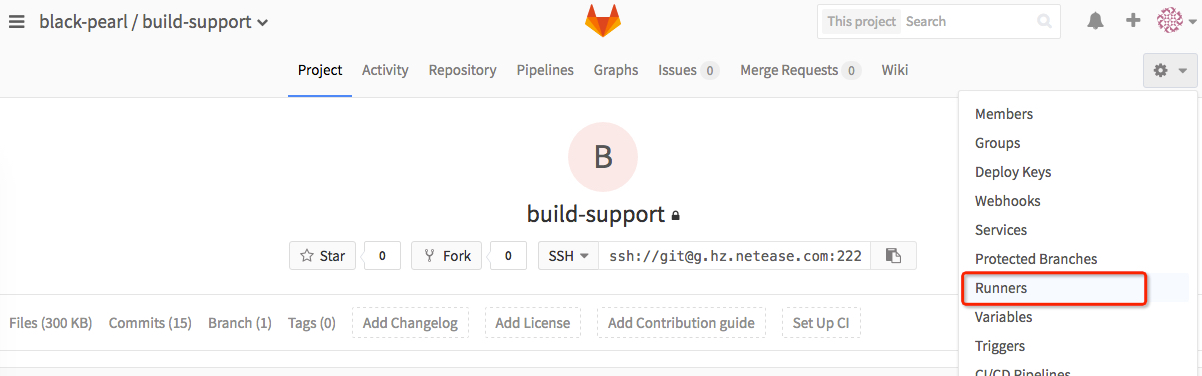 black-pearl / build-support
This project Search
Project Activity Repository Pipelines Graphs Issues 0 Merge Requests 0 Wiki
B
build-support
Star 0 Fork 0 SSH ssh://git@g.hz.netease.com:222
Files (300 KB) Commits (15) Branch (1) Tags (0) Add Changelog Add License Add Contribution guide Set Up CI
Members
Groups
Deploy Keys
Webhooks
Services
Protected Branches
Runners
Variables
Triggers
CI/CD Pipelines